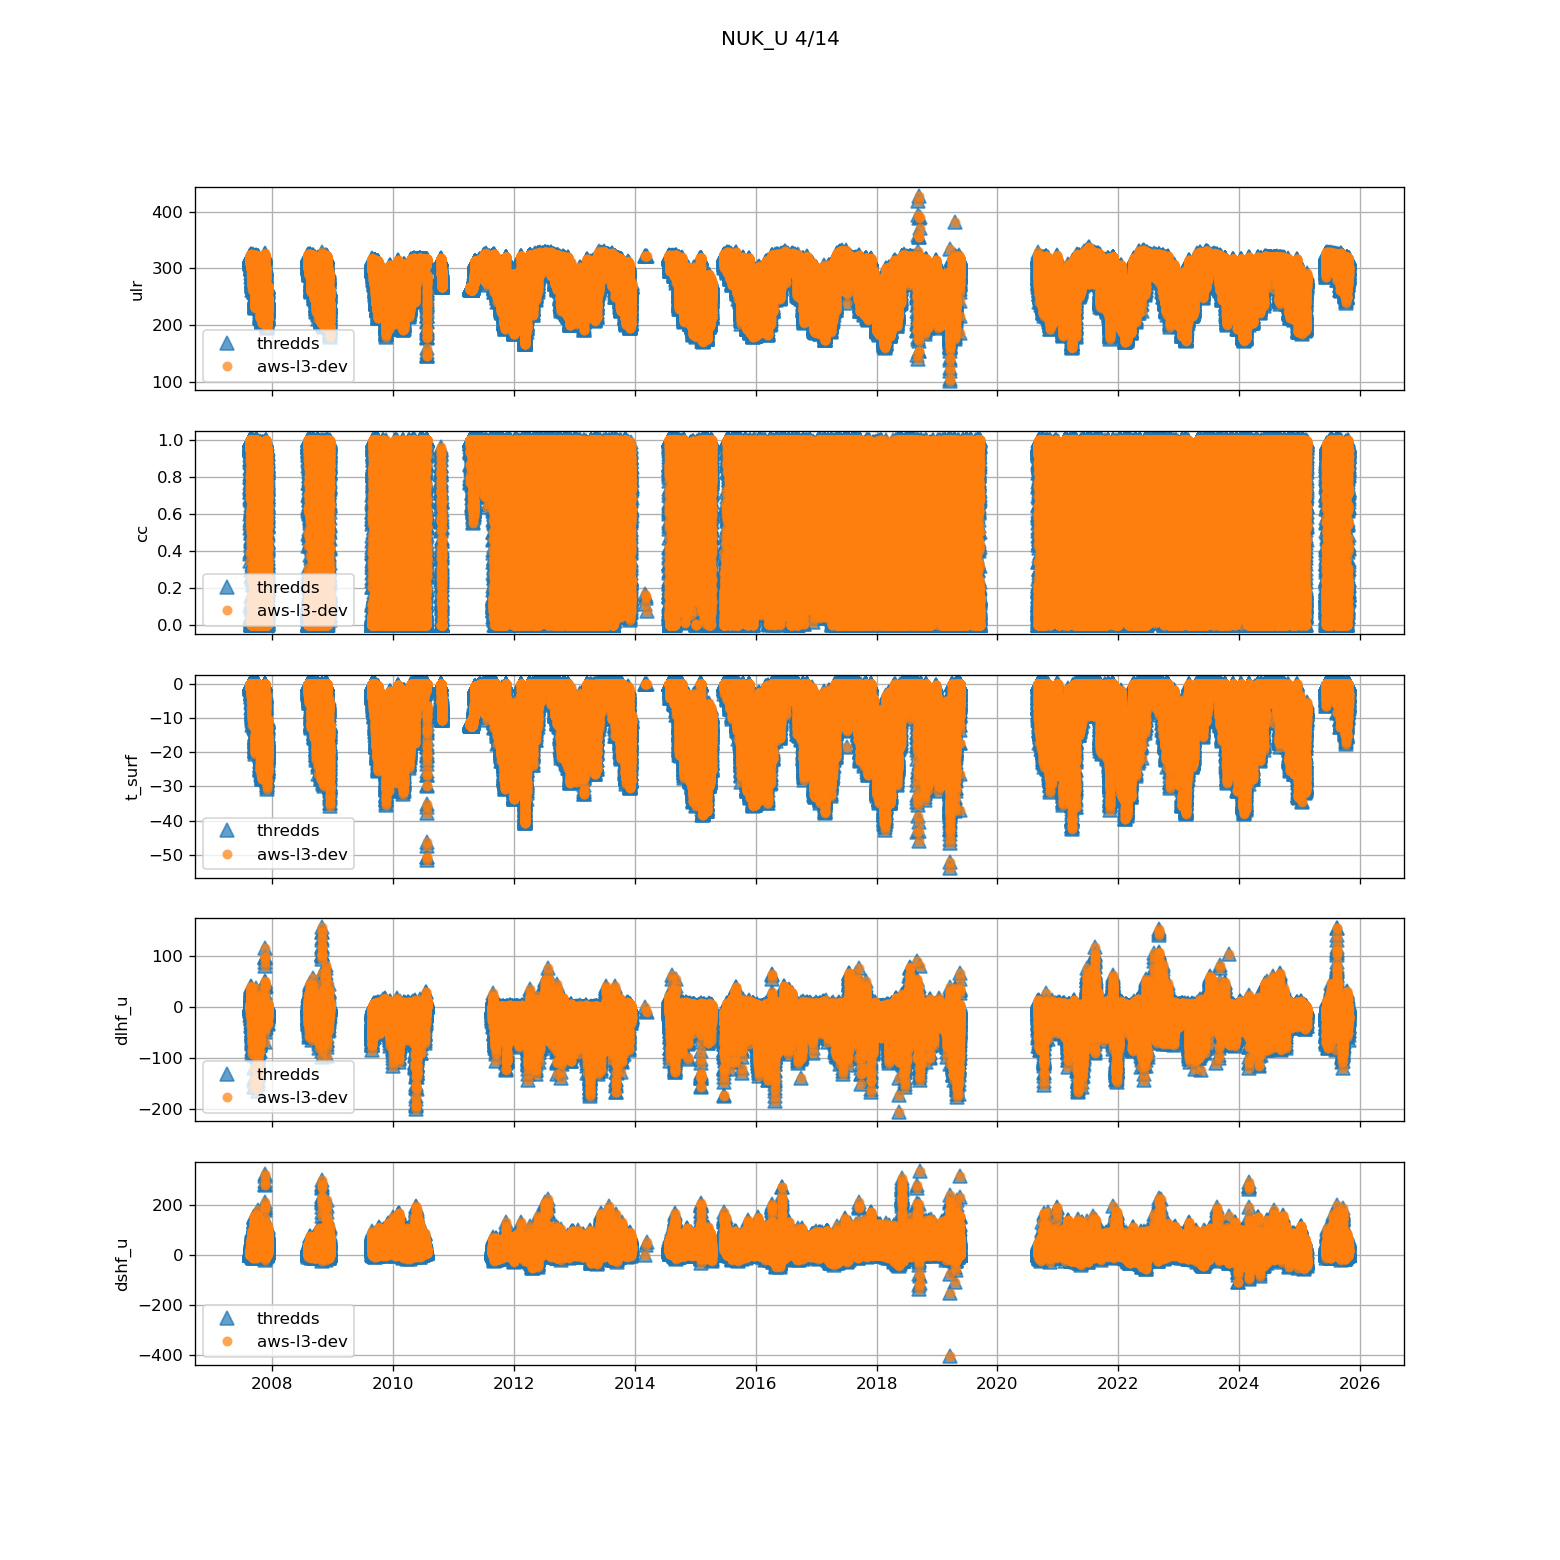 NUK_U 4/14
400
300
200
100
ulr
thredds
aws-l3-dev
1.0
0.8
0.6
0.4
0.2
0.0
cc
thredds
aws-l3-dev
0
−10
−20
−30
−40
−50
t_surf
thredds
aws-l3-dev
100
0
−100
−200
dlhf_u
thredds
aws-l3-dev
200
0
−200
−400
dshf_u
thredds
aws-l3-dev
2008 2010 2012 2014 2016 2018 2020 2022 2024 2026